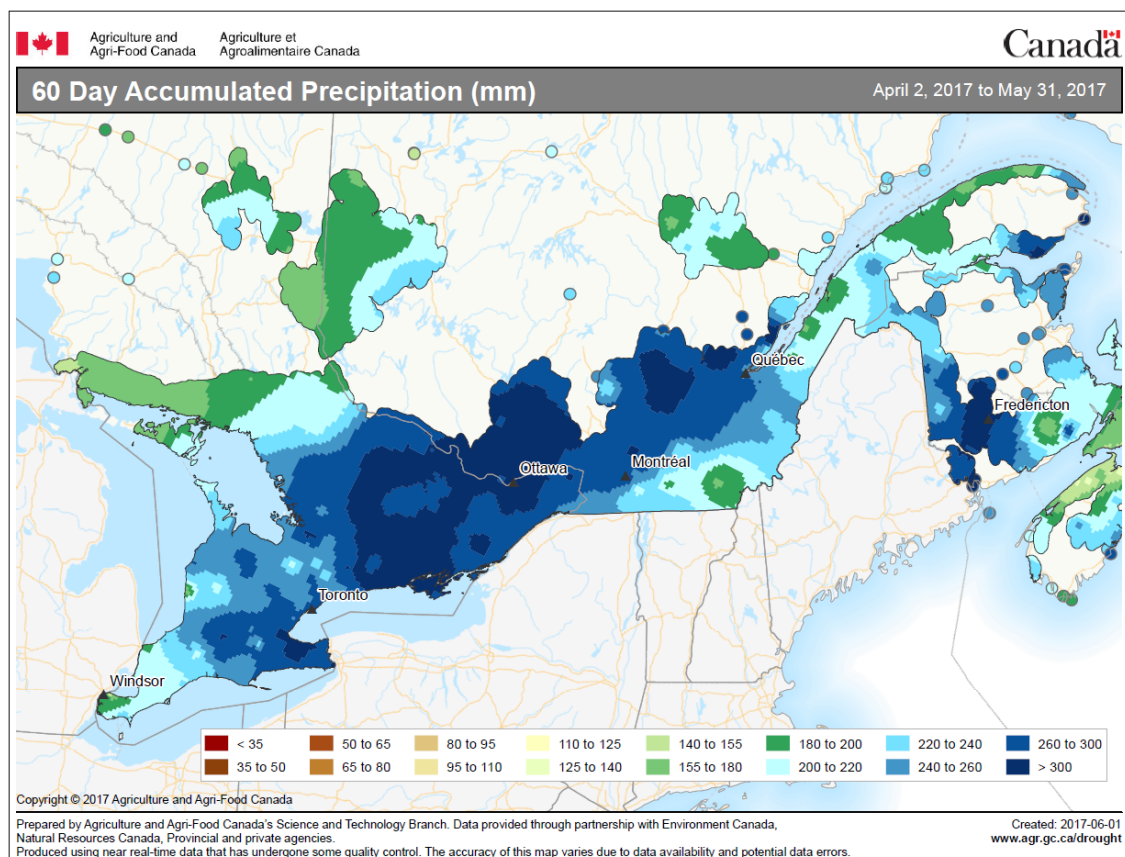 Agriculture and Agriculture et
Agri-Food Canada Agroalimentaire Canada
Canada
60 Day Accumulated Precipitation (mm)
April 2, 2017 to May 31, 2017
Québec
Fredericton
Ottawa
Montréal
Toronto
Windsor
< 35 50 to 65 80 to 95 110 to 125 140 to 155 180 to 200 220 to 240 260 to 300
35 to 50 65 to 80 95 to 110 125 to 140 155 to 180 200 to 220 240 to 260 > 300
Copyright © 2017 Agriculture and Agri-Food Canada
Prepared by Agriculture and Agri-Food Canada's Science and Technology Branch. Data provided through partnership with Environment Canada,
Natural Resources Canada, Provincial and private agencies.
Produced using near real-time data that has undergone some quality control. The accuracy of this map varies due to data availability and potential data errors.
Created: 2017-06-01
www.agr.gc.ca/drought